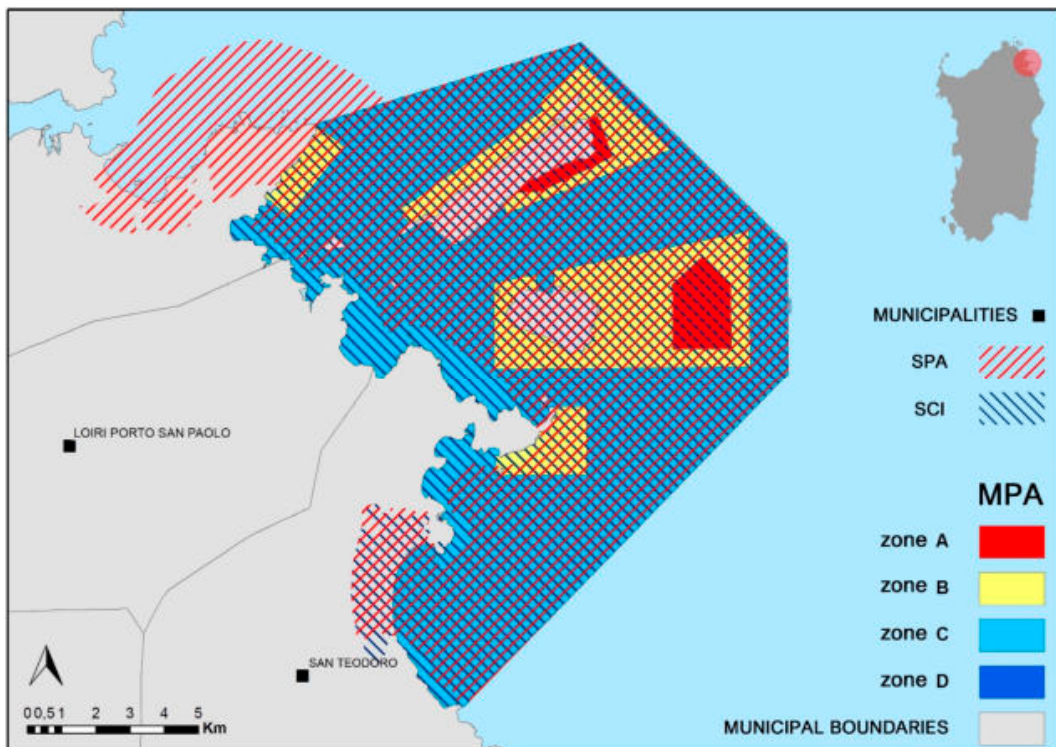 MUNICIPALITIES
SPA
SCI
LOIRI PORTO SAN PAOLO
MPA
zone A
zone B
zone C
SAN TEODORO
zone D
0 0,5 1 2 3 4 5
Km
MUNICIPAL BOUNDARIES